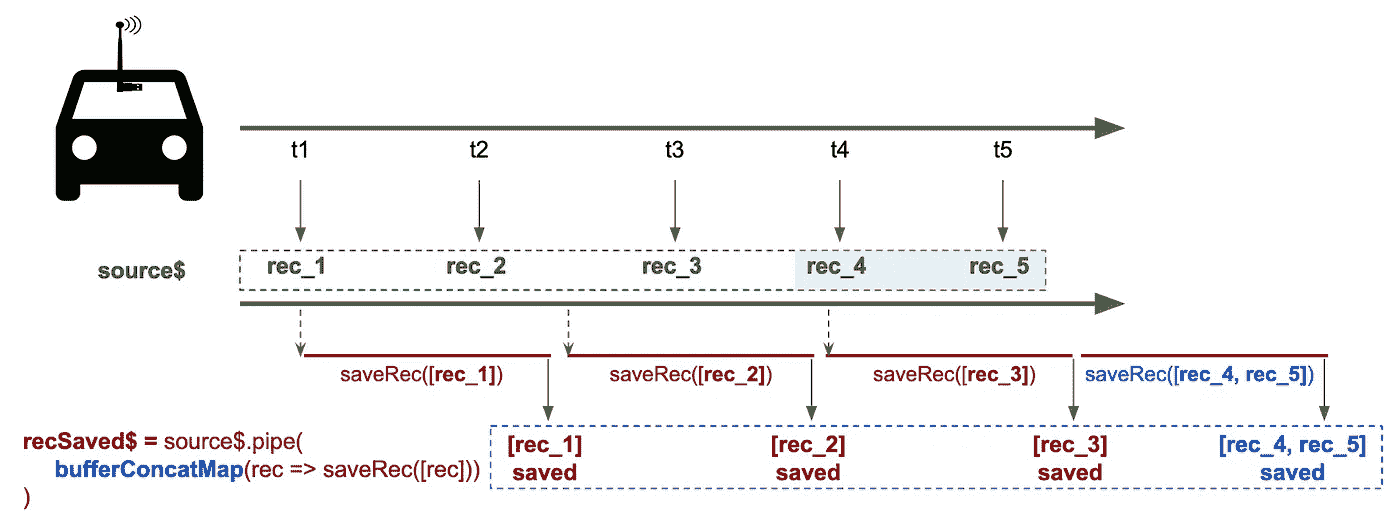 t1 t2 t3 t4 t5
source$ rec_1 rec_2 rec_3 rec_4 rec_5
saveRec([rec_1]) saveRec([rec_2]) saveRec([rec_3]) saveRec([rec_4, rec_5])
recSaved$ = source$.pipe(
bufferConcatMap(rec => saveRec([rec]))
)
[rec_1] [rec_2] [rec_3] [rec_4, rec_5]
saved saved saved saved